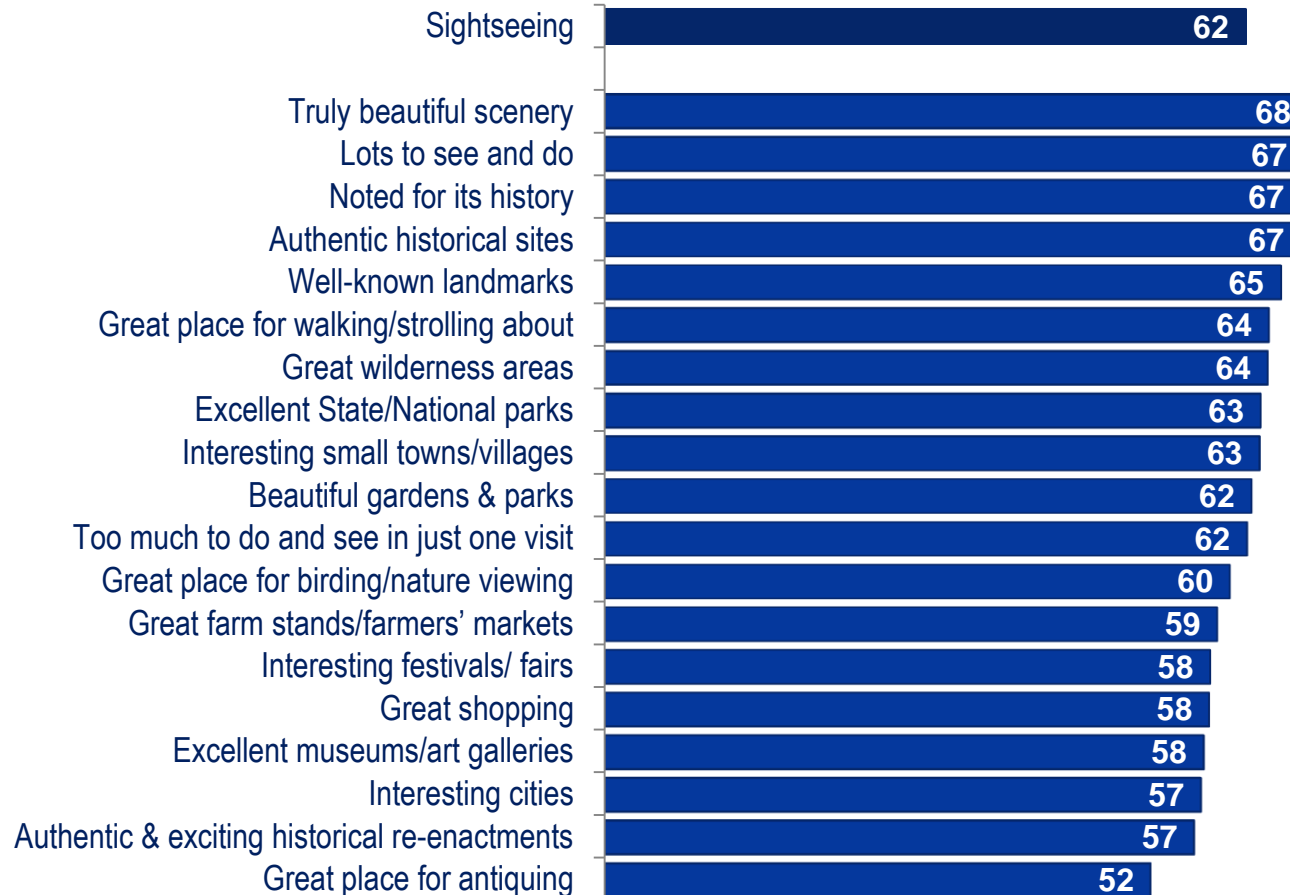 Sightseeing 62
Truly beautiful scenery 68
Lots to see and do 67
Noted for its history 67
Authentic historical sites 67
Well-known landmarks 65
Great place for walking/strolling about 64
Great wilderness areas 64
Excellent State/National parks 63
Interesting small towns/villages 63
Beautiful gardens & parks 62
Too much to do and see in just one visit 62
Great place for birding/nature viewing 60
Great farm stands/farmers’ markets 59
Interesting festivals/ fairs 58
Great shopping 58
Excellent museums/art galleries 58
Interesting cities 57
Authentic & exciting historical re-enactments 57
Great place for antiquing 52